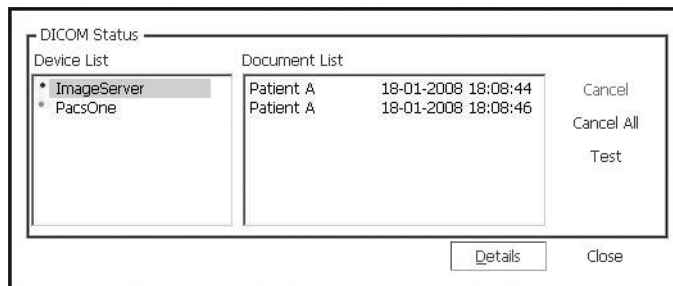 DICOM Status
Device List Document List
• ImageServer Patient A 18-01-2008 18:08:44 Cancel
• PacsOne Patient A 18-01-2008 18:08:46
Cancel All
Test
Details Close